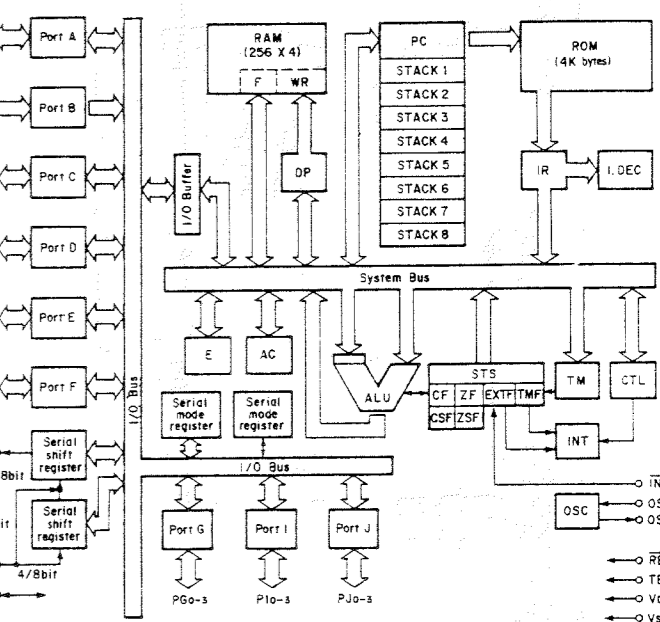 Port A
Port B
Port C
Port D
Port E
Port F
Serial
shift
register
8bit
Serial
shift
register
4/8bit
I/O Bus
I/O Buffer
RAM
(256 X 4)
F
WR
DP
PC
STACK 1
STACK 2
STACK 3
STACK 4
STACK 5
STACK 6
STACK 7
STACK 8
ROM
(4K bytes)
IR
I. DEC
System Bus
E
AC
ALU
STS
CF
ZF
EXTF
TMF
CSF
ZSF
TM
CTL
INT
OSC
Serial
mode
register
Serial
mode
register
I/O Bus
Port G
Port I
Port J
PG0-3
PI0-3
PJ0-3